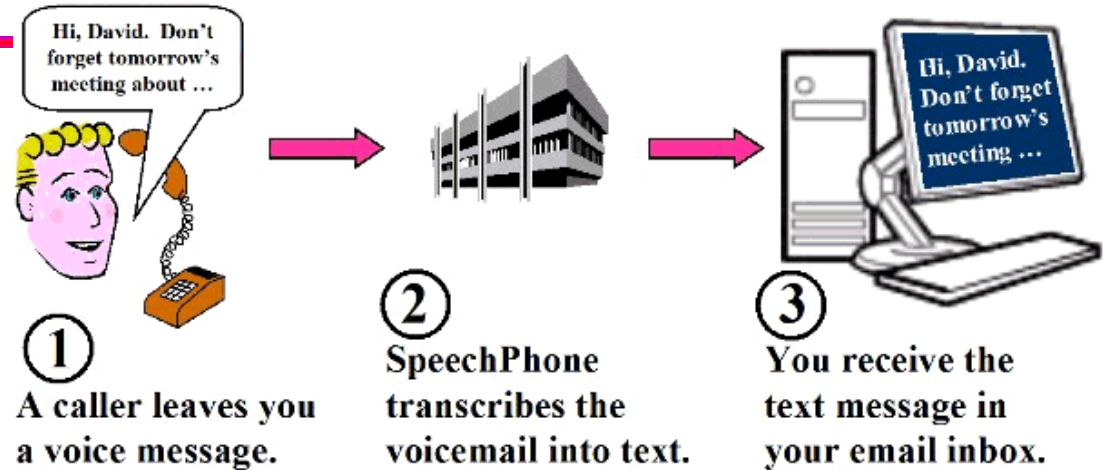 Hi, David. Don't
forget tomorrow's
meeting about ...
Hi, David.
Don't forget
tomorrow's
meeting ...
1
A caller leaves you
a voice message.
2
SpeechPhone
transcribes the
voicemail into text.
3
You receive the
text message in
your email inbox.